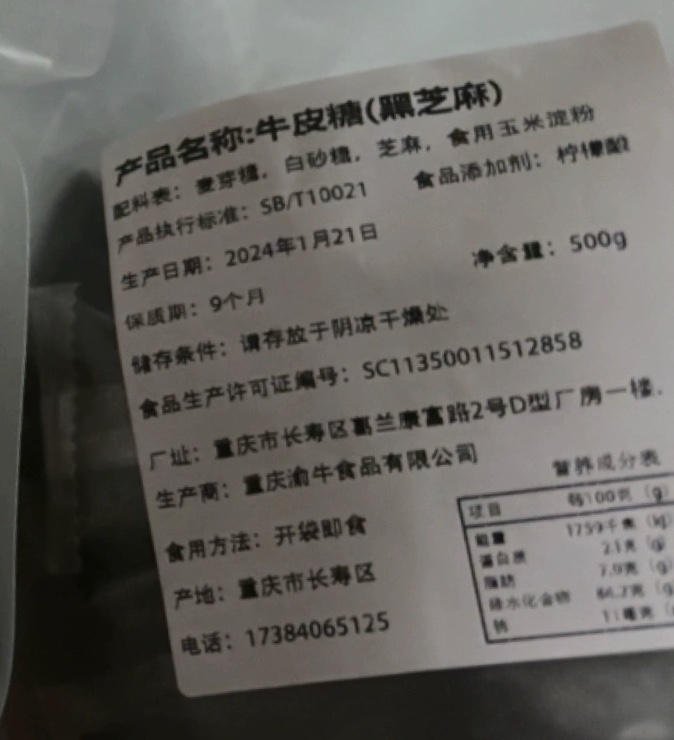 产品名称:牛皮糖(黑芝麻)
配料表：麦芽糖，白砂糖，芝麻，食用玉米淀粉
食品添加剂：柠檬酸
产品执行标准：SB/T10021
生产日期：2024年1月21日
净含量：500g
保质期：9个月
储存条件：请存放于阴凉干燥处
食品生产许可证编号：SC11350011512858
厂址：重庆市长寿区葛兰康富路2号D型厂房一楼.
生产商：重庆渝牛食品有限公司
食用方法：开袋即食
产地：重庆市长寿区
电话：17384065125
营养成分表
项目 每100克（g）
能量 1759千焦（kj）
蛋白质 2.1克（g）
脂肪 7.9克（g）
碳水化合物
钠